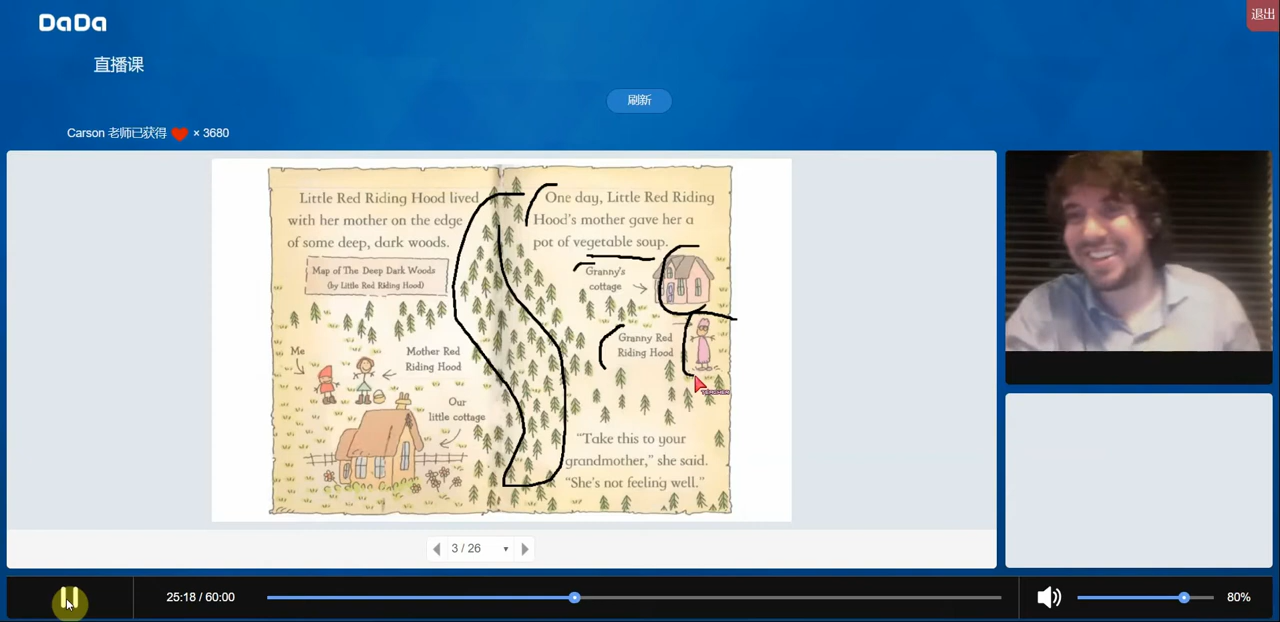 DaDa
退出
直播课
刷新
Carson 老师已获得 × 3680
Little Red Riding Hood lived
with her mother on the edge
of some deep, dark woods.
Map of The Deep Dark Woods
(by Little Red Riding Hood)
Me
Mother Red
Riding Hood
Our
little cottage
One day, Little Red Riding
Hood's mother gave her a
pot of vegetable soup.
Granny's
cottage
Granny Red
Riding Hood
TEACHER
"Take this to your
grandmother," she said.
"She's not feeling well."
3 / 26
25:18 / 60:00
80%